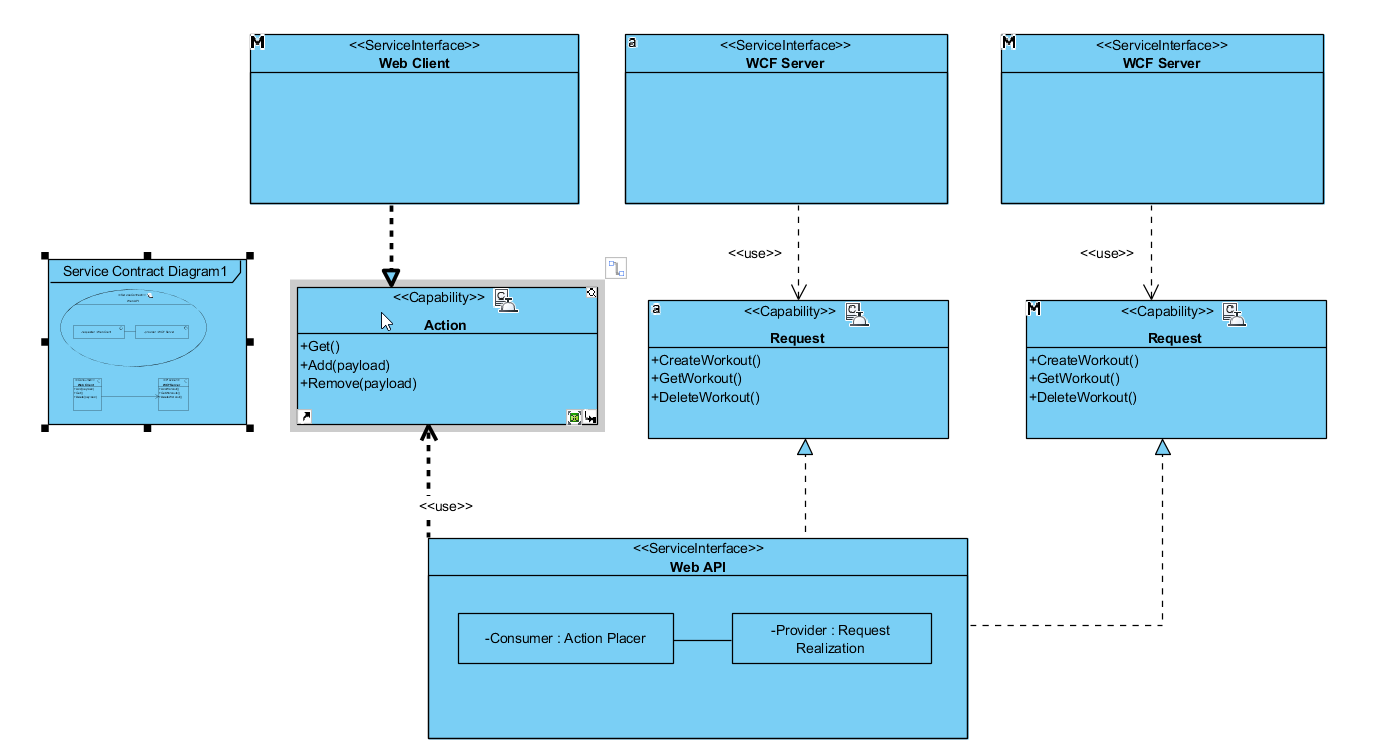 M
<<ServiceInterface>>
Web Client
a
<<ServiceInterface>>
WCF Server
M
<<ServiceInterface>>
WCF Server
<<use>>
<<use>>
Service Contract Diagram1
<<Capability>>
Action
+Get()
+Add(payload)
+Remove(payload)
a
<<Capability>>
Request
+CreateWorkout()
+GetWorkout()
+DeleteWorkout()
M
<<Capability>>
Request
+CreateWorkout()
+GetWorkout()
+DeleteWorkout()
<<use>>
<<ServiceInterface>>
Web API
-Consumer : Action Placer
-Provider : Request
Realization